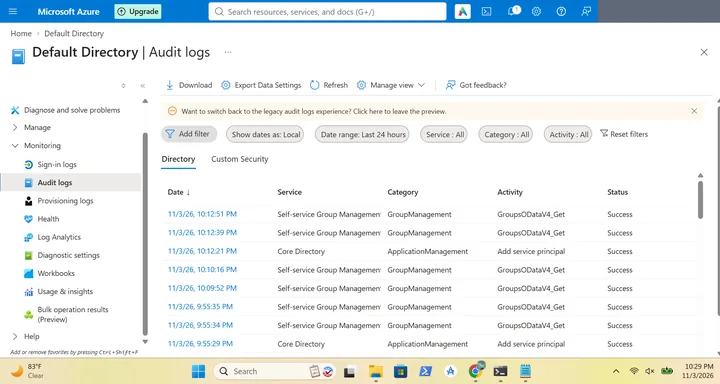 Microsoft Azure
Upgrade
Search resources, services, and docs (G+/)
Home > Default Directory
Default Directory | Audit logs ...
Download
Export Data Settings
Refresh
Manage view
Got feedback?
Want to switch back to the legacy audit logs experience? Click here to leave the preview.
Add filter
Show dates as: Local
Date range: Last 24 hours
Service : All
Category : All
Activity : All
Reset filters
Directory
Custom Security
Diagnose and solve problems
Manage
Monitoring
Sign-in logs
Audit logs
Provisioning logs
Health
Log Analytics
Diagnostic settings
Workbooks
Usage & insights
Bulk operation results
(Preview)
Help
Add or remove favorites by pressing Ctrl+Shift+F
Date ↓ Service Category Activity Status
11/3/26, 10:12:51 PM Self-service Group Management GroupManagement GroupsODataV4_Get Success
11/3/26, 10:12:39 PM Self-service Group Management GroupManagement GroupsODataV4_Get Success
11/3/26, 10:12:21 PM Core Directory ApplicationManagement Add service principal Success
11/3/26, 10:10:16 PM Self-service Group Management GroupManagement GroupsODataV4_Get Success
11/3/26, 10:09:52 PM Self-service Group Management GroupManagement GroupsODataV4_Get Success
11/3/26, 9:55:35 PM Self-service Group Management GroupManagement GroupsODataV4_Get Success
11/3/26, 9:55:34 PM Self-service Group Management GroupManagement GroupsODataV4_Get Success
11/3/26, 9:55:29 PM Core Directory ApplicationManagement Add service principal Success
83°F
Clear
Search
10:29 PM
11/3/2026